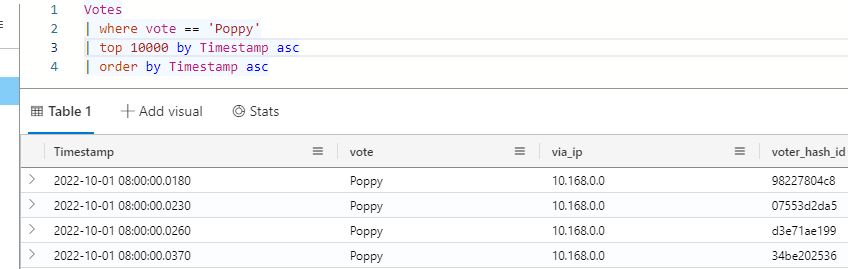 1 Votes
2 | where vote == 'Poppy'
3 | top 10000 by Timestamp asc
4 | order by Timestamp asc
Table 1 Add visual Stats
Timestamp vote via_ip voter_hash_id
2022-10-01 08:00:00.0180 Poppy 10.168.0.0 98227804c8
2022-10-01 08:00:00.0230 Poppy 10.168.0.0 07553d2da5
2022-10-01 08:00:00.0260 Poppy 10.168.0.0 d3e71ae199
2022-10-01 08:00:00.0370 Poppy 10.168.0.0 34be202536